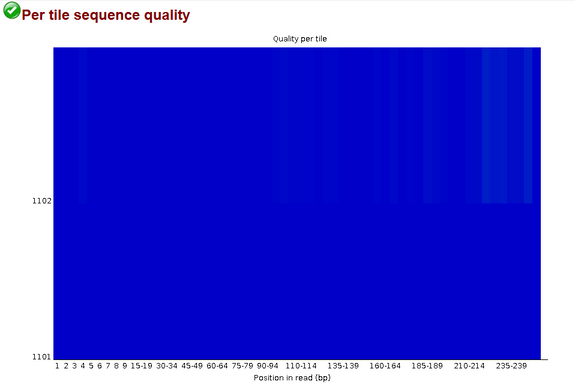 Per tile sequence quality
Quality per tile
1102
1101
1 2 3 4 5 6 7 8 9 15-19 30-34 45-49 60-64 75-79 90-94 110-114 135-139 160-164 185-189 210-214 235-239
Position in read (bp)